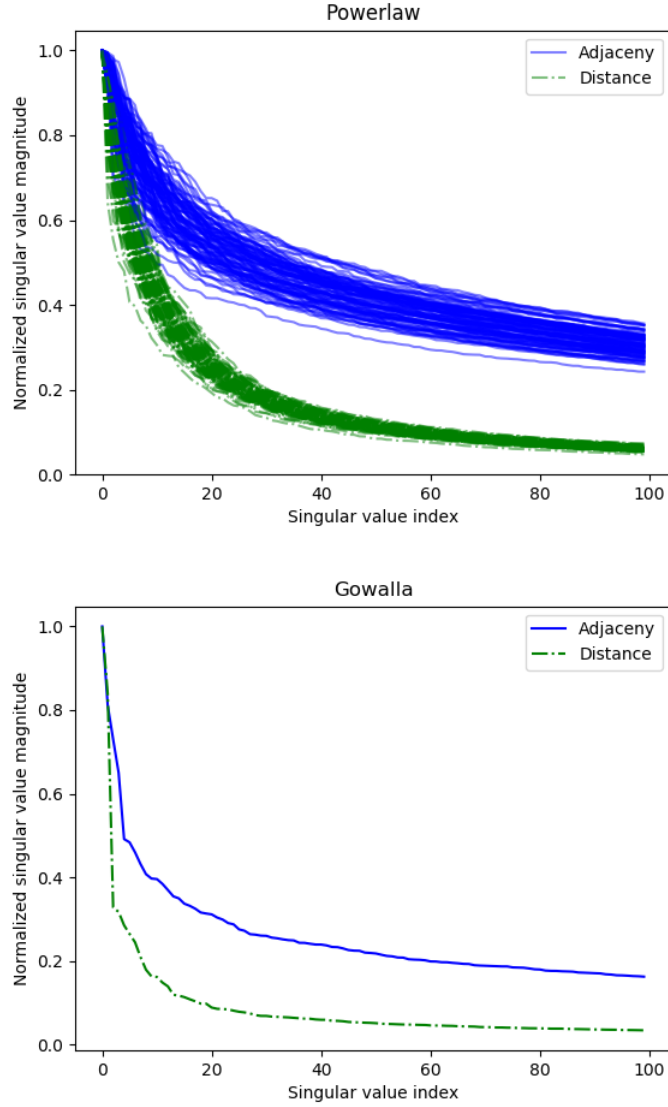 Powerlaw
Adjaceny
Distance
1.0
0.8
0.6
0.4
0.2
0.0
Normalized singular value magnitude
0 20 40 60 80 100
Singular value index
Gowalla
Adjaceny
Distance
1.0
0.8
0.6
0.4
0.2
0.0
Normalized singular value magnitude
0 20 40 60 80 100
Singular value index